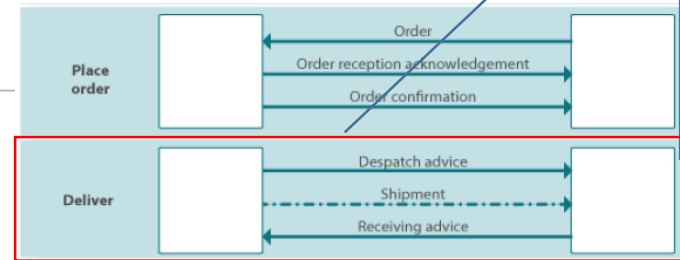 Place
order
Order
Order reception acknowledgement
Order confirmation
Deliver
Despatch advice
Shipment
Receiving advice